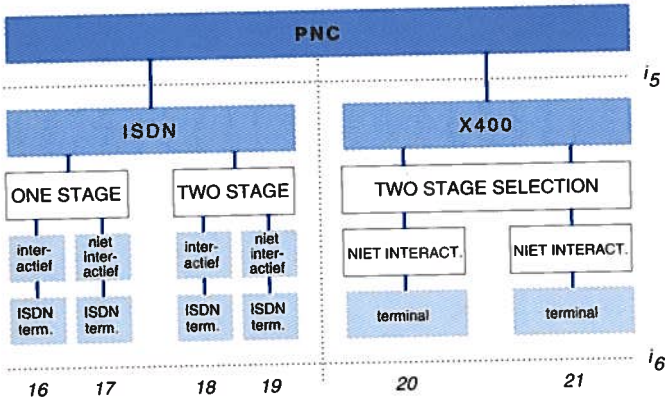 PNC
i5
ISDN
X400
ONE STAGE
TWO STAGE
TWO STAGE SELECTION
inter-
actief
niet
inter-
actief
inter-
actief
niet
inter-
actief
NIET INTERACT.
NIET INTERACT.
ISDN
term.
ISDN
term.
ISDN
term.
ISDN
term.
terminal
terminal
i6
16 17 18 19 20 21